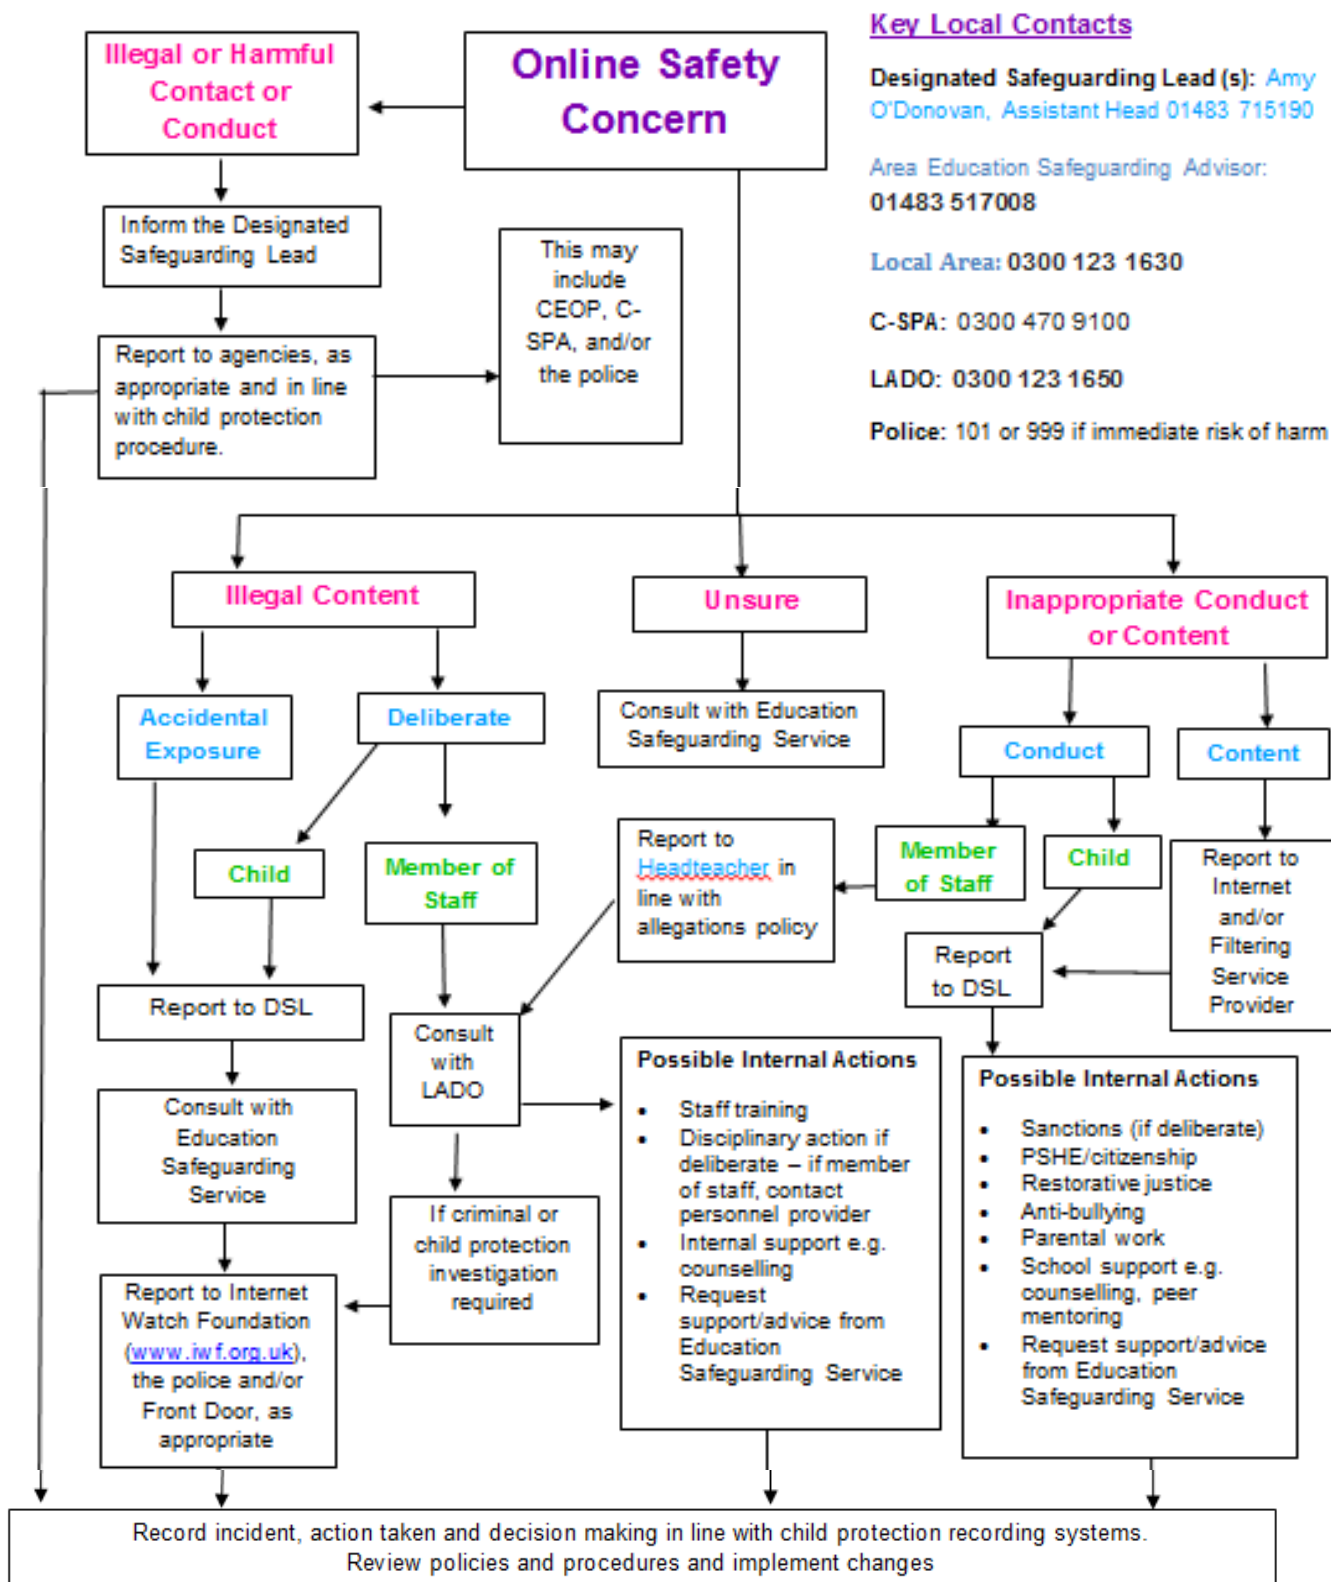 Illegal or Harmful
Contact or
Conduct
Online Safety
Concern
Key Local Contacts
Designated Safeguarding Lead (s): Amy
O'Donovan, Assistant Head 01483 715190
Area Education Safeguarding Advisor:
01483 517008
Local Area: 0300 123 1630
C-SPA: 0300 470 9100
LADO: 0300 123 1650
Police: 101 or 999 if immediate risk of harm
Inform the Designated
Safeguarding Lead
This may
include
CEOP, C-
SPA, and/or
the police
Report to agencies, as
appropriate and in line
with child protection
procedure.
Illegal Content
Unsure
Inappropriate Conduct
or Content
Accidental
Exposure
Deliberate
Consult with Education
Safeguarding Service
Conduct
Content
Child
Member of
Staff
Report to
Headteacher in
line with
allegations policy
Member
of Staff
Child
Report to
Internet
and/or
Filtering
Service
Provider
Report
to DSL
Report to DSL
Consult
with
LADO
Consult with
Education
Safeguarding
Service
If criminal or
child protection
investigation
required
Report to Internet
Watch Foundation
(www.iwf.org.uk),
the police and/or
Front Door, as
appropriate
Possible Internal Actions
• Staff training
• Disciplinary action if
deliberate – if member
of staff, contact
personnel provider
• Internal support e.g.
counselling
• Request
support/advice from
Education
Safeguarding Service
Possible Internal Actions
• Sanctions (if deliberate)
• PSHE/citizenship
• Restorative justice
• Anti-bullying
• Parental work
• School support e.g.
counselling, peer
mentoring
• Request support/advice
from Education
Safeguarding Service
Record incident, action taken and decision making in line with child protection recording systems.
Review policies and procedures and implement changes